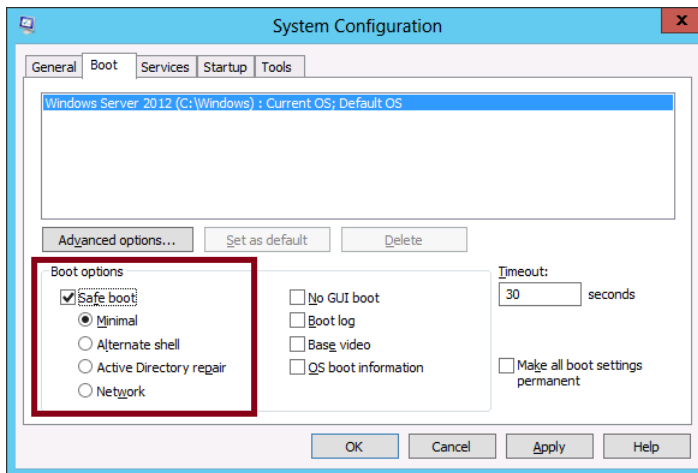 System Configuration
x
General Boot Services Startup Tools
Windows Server 2012 (C:\Windows) : Current OS; Default OS
Advanced options... Set as default Delete
Boot options
Safe boot
Minimal
Alternate shell
Active Directory repair
Network
No GUI boot
Boot log
Base video
OS boot information
Timeout:
30 seconds
Make all boot settings
permanent
OK Cancel Apply Help